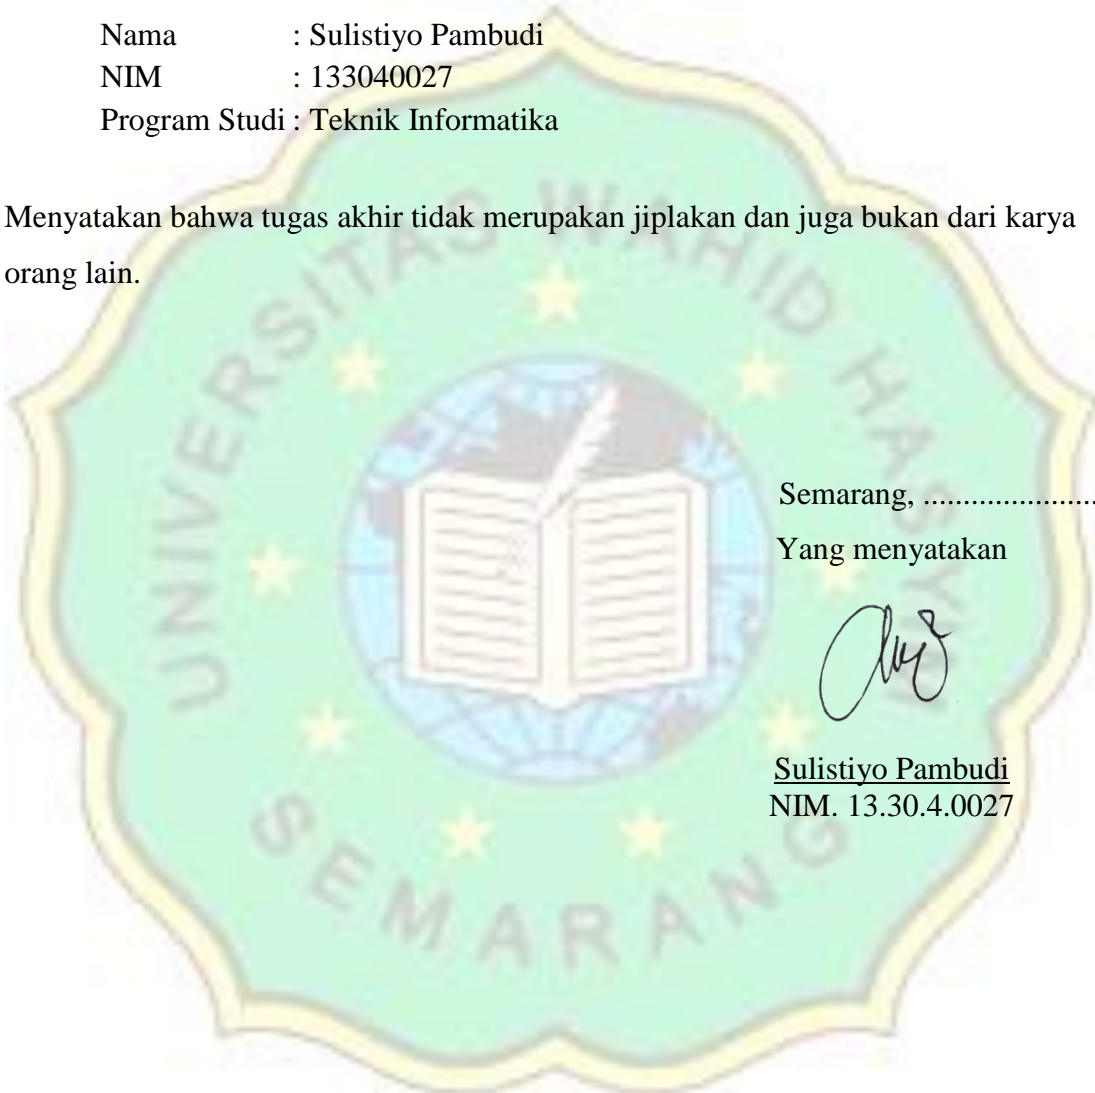 Nama : Sulistiyo Pambudi
NIM : 133040027
Program Studi : Teknik Informatika
Menyatakan bahwa tugas akhir tidak merupakan jiplakan dan juga bukan dari karya
orang lain.
UNIVERSITAS WAHID HASYIM
Semarang, ......................
Yang menyatakan
Sulistiyo Pambudi
NIM. 13.30.4.0027
SEMARANG